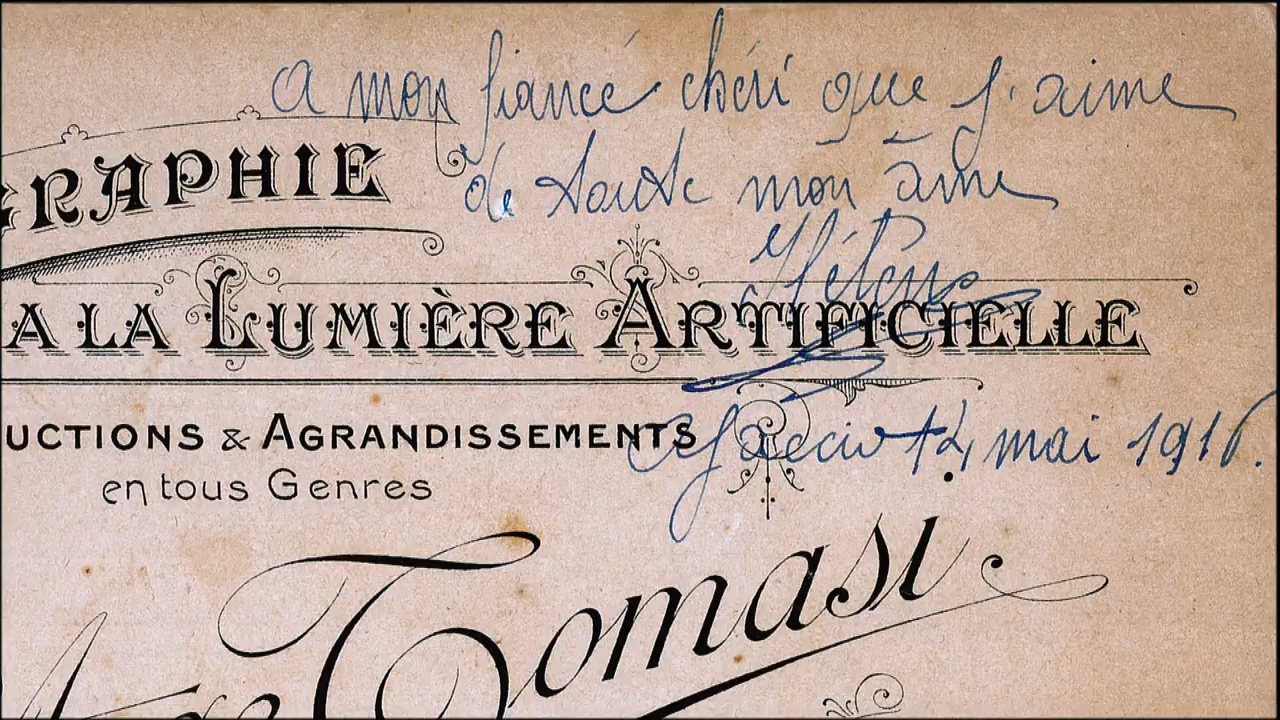 A mon fiancé chéri que j'aime
de toute mon âme
Hélène
GRAPHIE
A LA LUMIÈRE ARTIFICIELLE
UCTIONS & AGRANDISSEMENTS
14 mai 1916.
en tous Genres
Tomasi